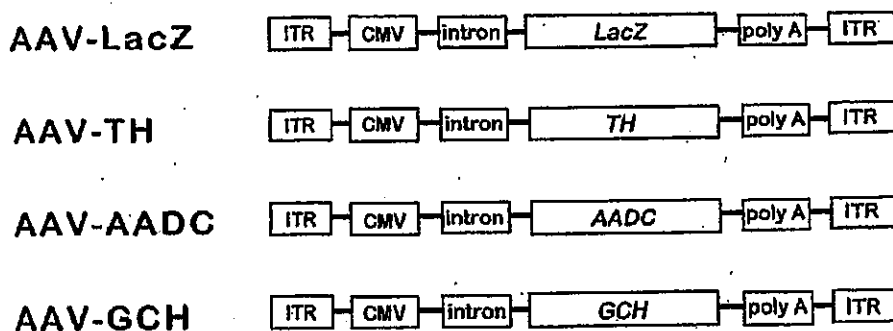 AAV-LacZ ITR CMV intron LacZ poly A ITR
AAV-TH ITR CMV intron TH poly A ITR
AAV-AADC ITR CMV intron AADC poly A ITR
AAV-GCH ITR CMV intron GCH poly A ITR